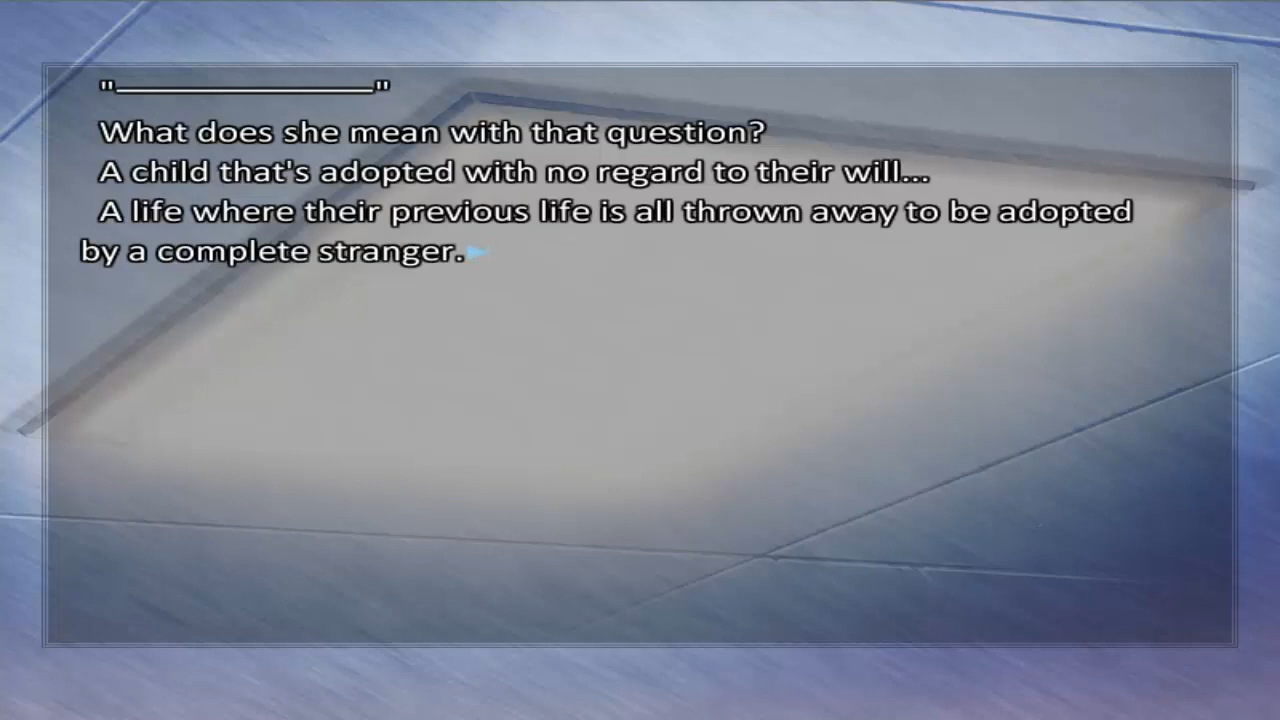 "―――――――――"
What does she mean with that question?
A child that's adopted with no regard to their will...
A life where their previous life is all thrown away to be adopted
by a complete stranger.